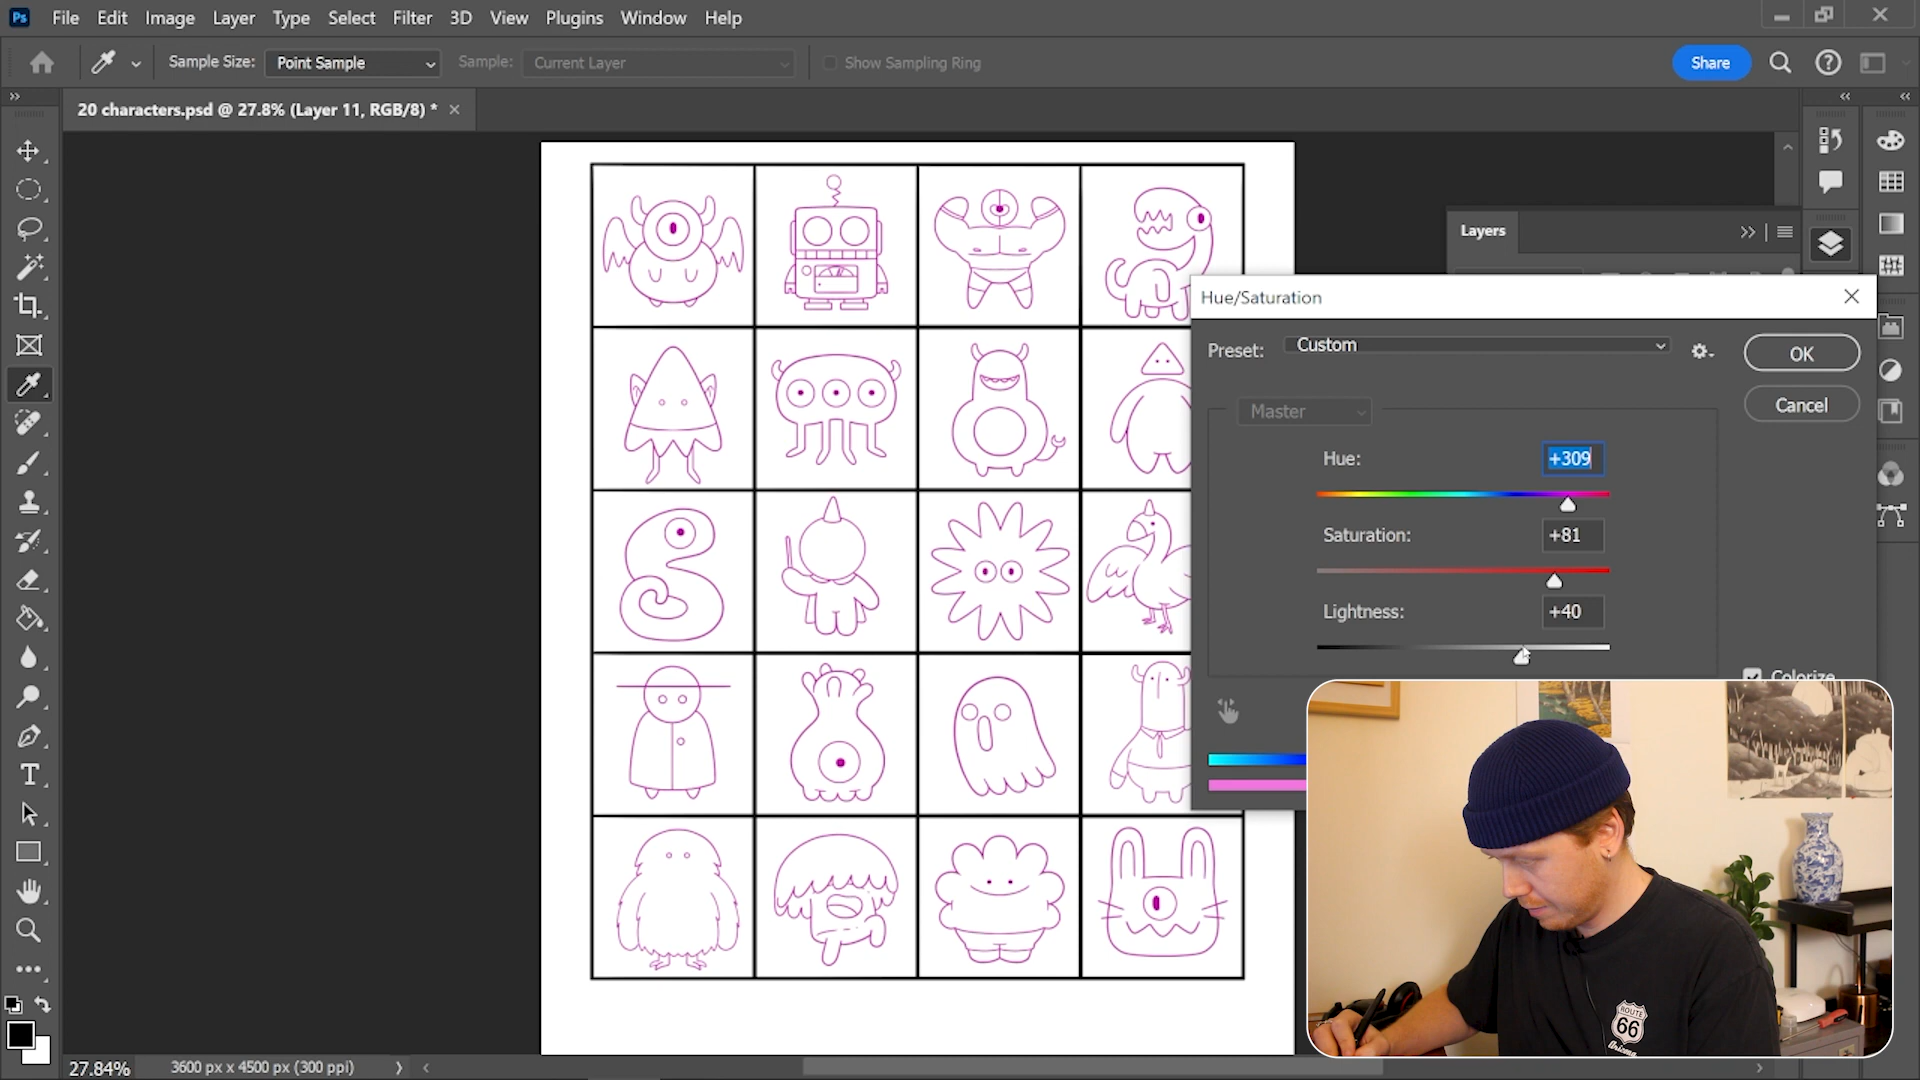 Ps File Edit Image Layer Type Select Filter 3D View Plugins Window Help
Sample Size: Point Sample Sample: Current Layer Show Sampling Ring Share
20 characters.psd @ 27.8% (Layer 11, RGB/8) *
Layers
Hue/Saturation
Preset: Custom OK
Master Cancel
Hue: +309
Saturation: +81
Lightness: +40
Colorize
ROUTE
66
Arizona
27.84% 3600 px x 4500 px (300 ppi)